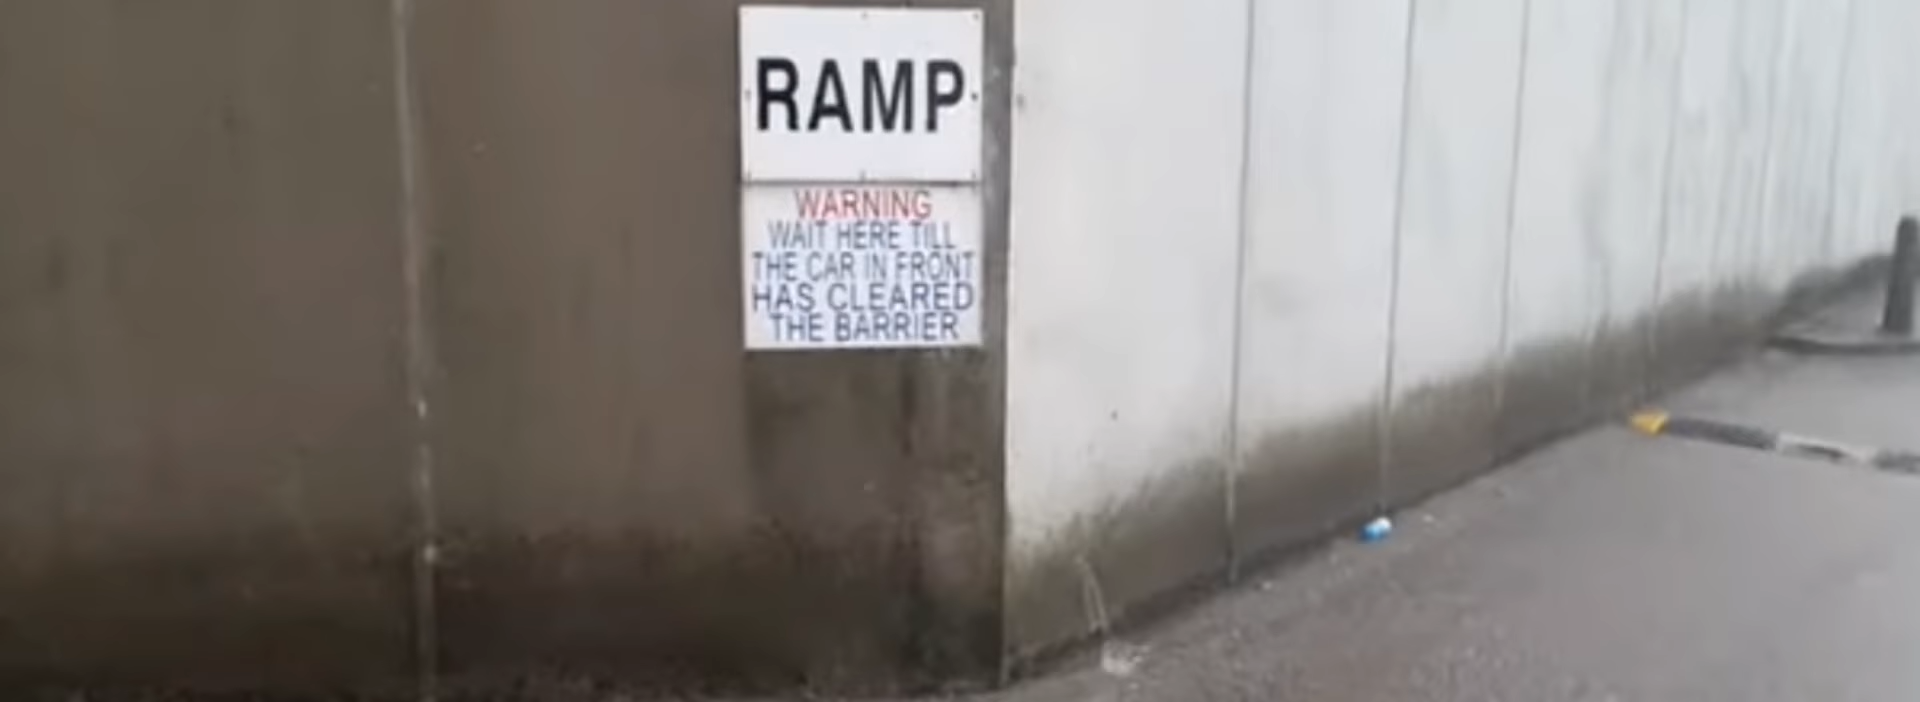 RAMP
WARNING
WAIT HERE TILL
THE CAR IN FRONT
HAS CLEARED
THE BARRIER